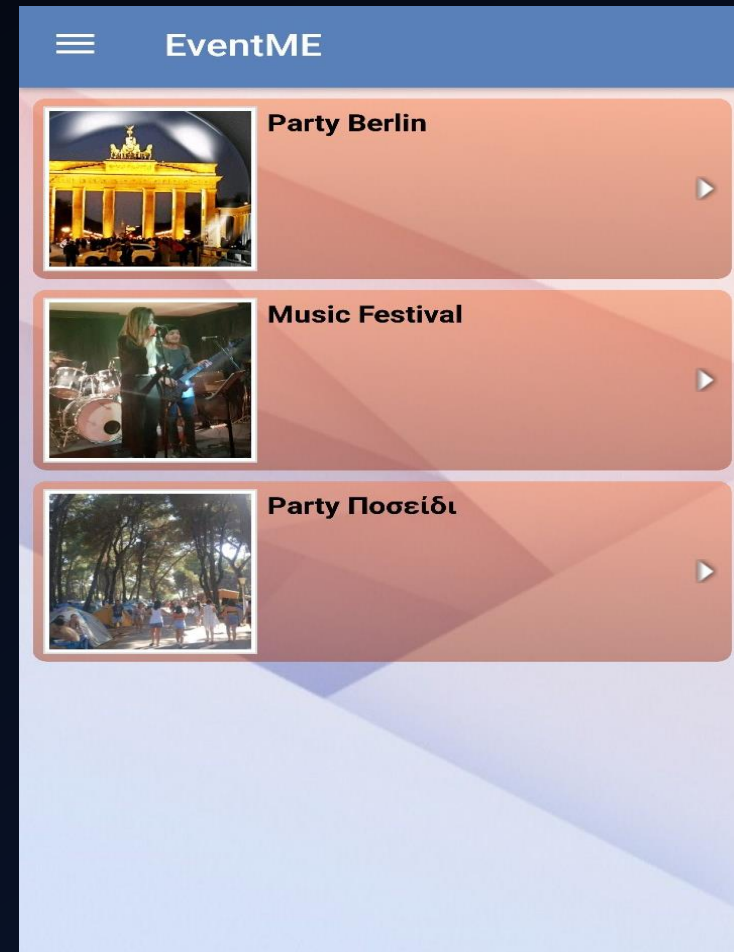 EventME
Party Berlin
Music Festival
Party Ποσείδι